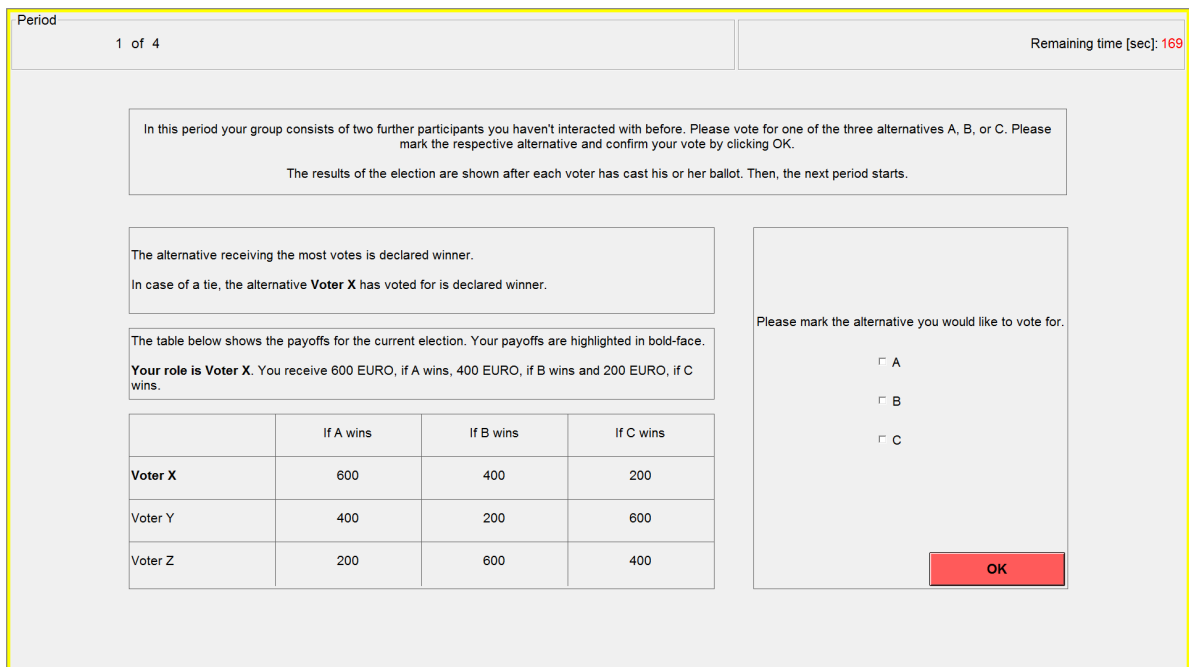 Period
1 of 4
Remaining time [sec]: 169
In this period your group consists of two further participants you haven't interacted with before. Please vote for one of the three alternatives A, B, or C. Please
mark the respective alternative and confirm your vote by clicking OK.
The results of the election are shown after each voter has cast his or her ballot. Then, the next period starts.
The alternative receiving the most votes is declared winner.
In case of a tie, the alternative Voter X has voted for is declared winner.
The table below shows the payoffs for the current election. Your payoffs are highlighted in bold-face.
Your role is Voter X. You receive 600 EURO, if A wins, 400 EURO, if B wins and 200 EURO, if C
wins.
If A wins If B wins If C wins
Voter X 600 400 200
Voter Y 400 200 600
Voter Z 200 600 400
Please mark the alternative you would like to vote for.
A
B
C
OK